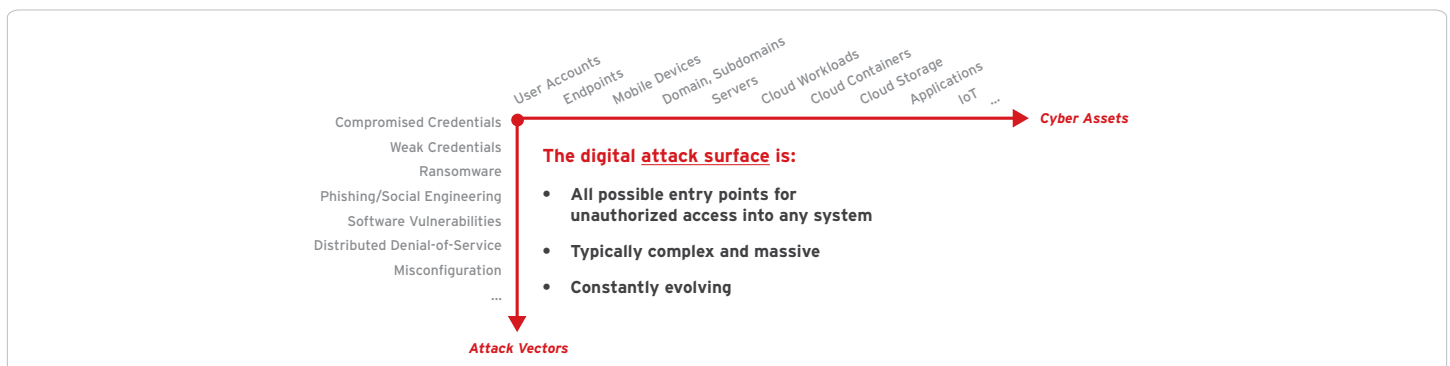 User Accounts
Endpoints
Mobile Devices
Domain, Subdomains
Servers
Cloud Workloads
Cloud Containers
Cloud Storage
Applications
IoT
...
Cyber Assets
Compromised Credentials
Weak Credentials
Ransomware
Phishing/Social Engineering
Software Vulnerabilities
Distributed Denial-of-Service
Misconfiguration
...
Attack Vectors
The digital attack surface is:
• All possible entry points for
unauthorized access into any system
• Typically complex and massive
• Constantly evolving